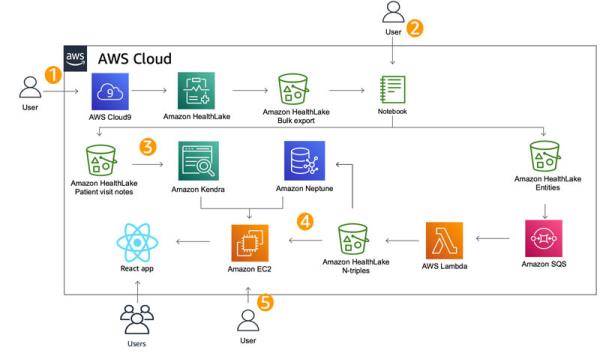 User
2
aws
AWS Cloud
1
User
9
AWS Cloud9
Amazon HealthLake
Amazon HealthLake
Bulk export
Notebook
3
Amazon HealthLake
Patient visit notes
Amazon Kendra
Amazon Neptune
Amazon HealthLake
Entities
4
React app
Amazon EC2
Amazon HealthLake
N-triples
AWS Lambda
Amazon SQS
5
Users
User